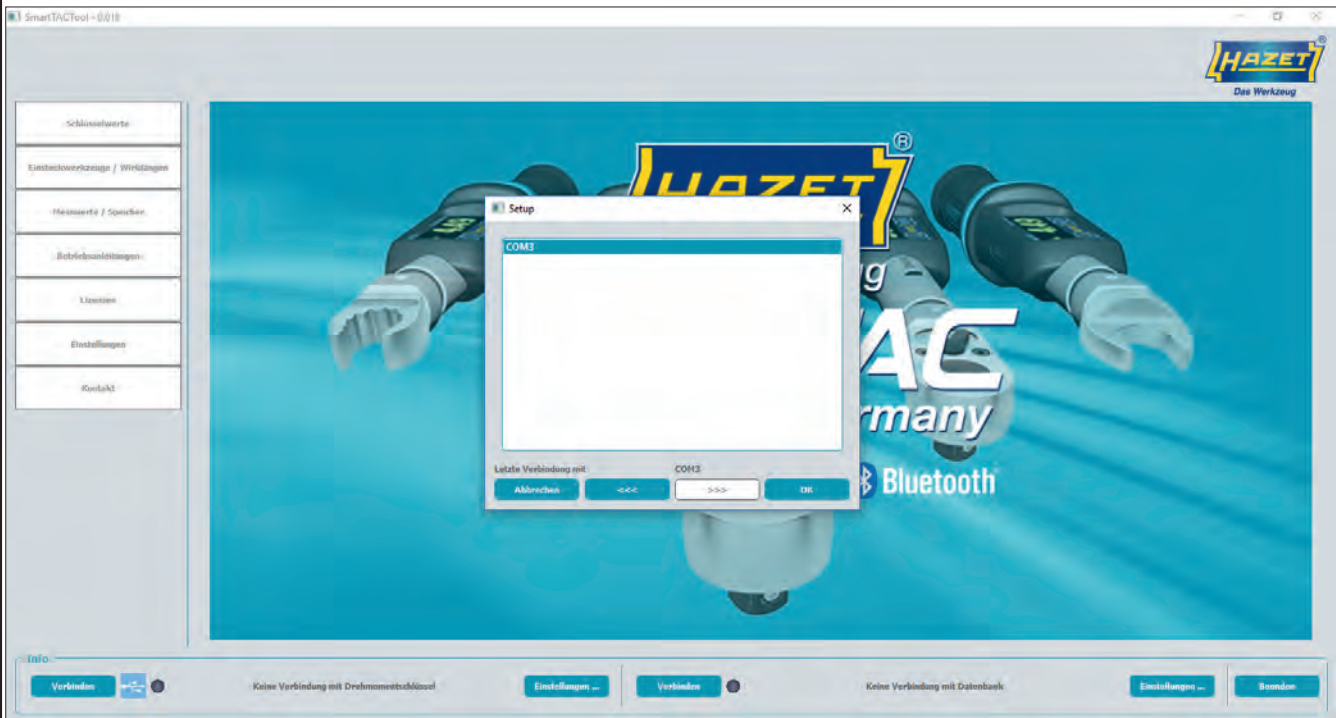 SmartTACTool - 0.018
HAZET
®
Das Werkzeug
Schlüsselwerte
Einsteckwerkzeuge / Wirklängen
Messwerte / Speicher
Betriebsanleitungen
Lizenzen
Einstellungen
Kontakt
HAZET
®
Setup
COM3
g
AC
rmany
Bluetooth
Letzte Verbindung mit
COM3
Abbrechen
<<<
>>>
OK
Info
Verbinden
Keine Verbindung mit Drehmomentschlüssel
Einstellungen ...
Verbinden
Keine Verbindung mit Datenbank
Einstellungen ...
Beenden